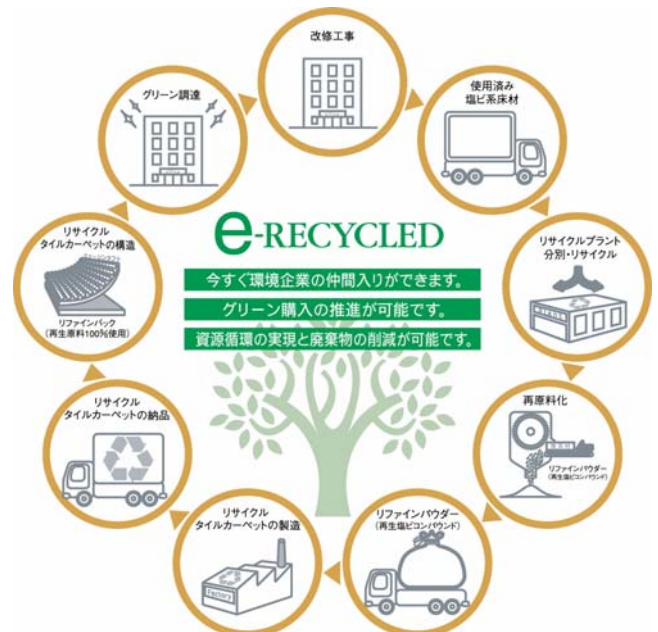 改修工事
使用済み
塩ビ系床材
リサイクルプラント
分別・リサイクル
再原料化
リファインパウダー
(再生塩ビコンパウンド)
リファインパウダー
(再生塩ビコンパウンド)
リサイクル
タイルカーペットの製造
Factory
リサイクル
タイルカーペットの納品
リサイクル
タイルカーペットの構造
リファインバック
(再生原料100%使用)
グリーン調達
e-RECYCLED
今すぐ環境企業の仲間入りができます。
グリーン購入の推進が可能です。
資源循環の実現と廃棄物の削減が可能です。